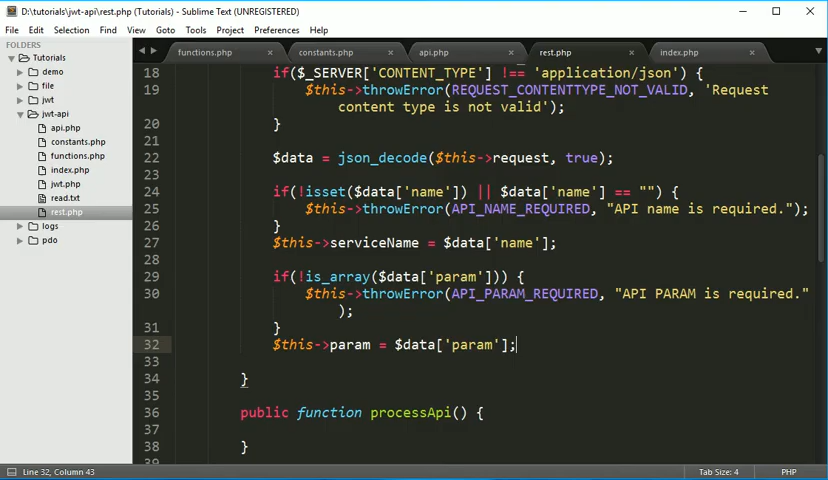 D:\tutorials\jwt-api\rest.php (Tutorials) - Sublime Text (UNREGISTERED)
File Edit Selection Find View Goto Tools Project Preferences Help
FOLDERS
Tutorials
demo
file
jwt
jwt-api
api.php
constants.php
functions.php
index.php
jwt.php
read.txt
rest.php
logs
pdo
functions.php × constants.php × api.php × rest.php × index.php ×
18 if($_SERVER['CONTENT_TYPE'] !== 'application/json') {
19 $this->throwError(REQUEST_CONTENTTYPE_NOT_VALID, 'Request
content type is not valid');
20 }
21
22 $data = json_decode($this->request, true);
23
24 if(!isset($data['name']) || $data['name'] == "") {
25 $this->throwError(API_NAME_REQUIRED, "API name is required.");
26 }
27 $this->serviceName = $data['name'];
28
29 if(!is_array($data['param'])) {
30 $this->throwError(API_PARAM_REQUIRED, "API PARAM is required."
);
31 }
32 $this->param = $data['param'];
33
34 }
35
36 public function processApi() {
37
38 }
39
Line 32, Column 43 Tab Size: 4 PHP